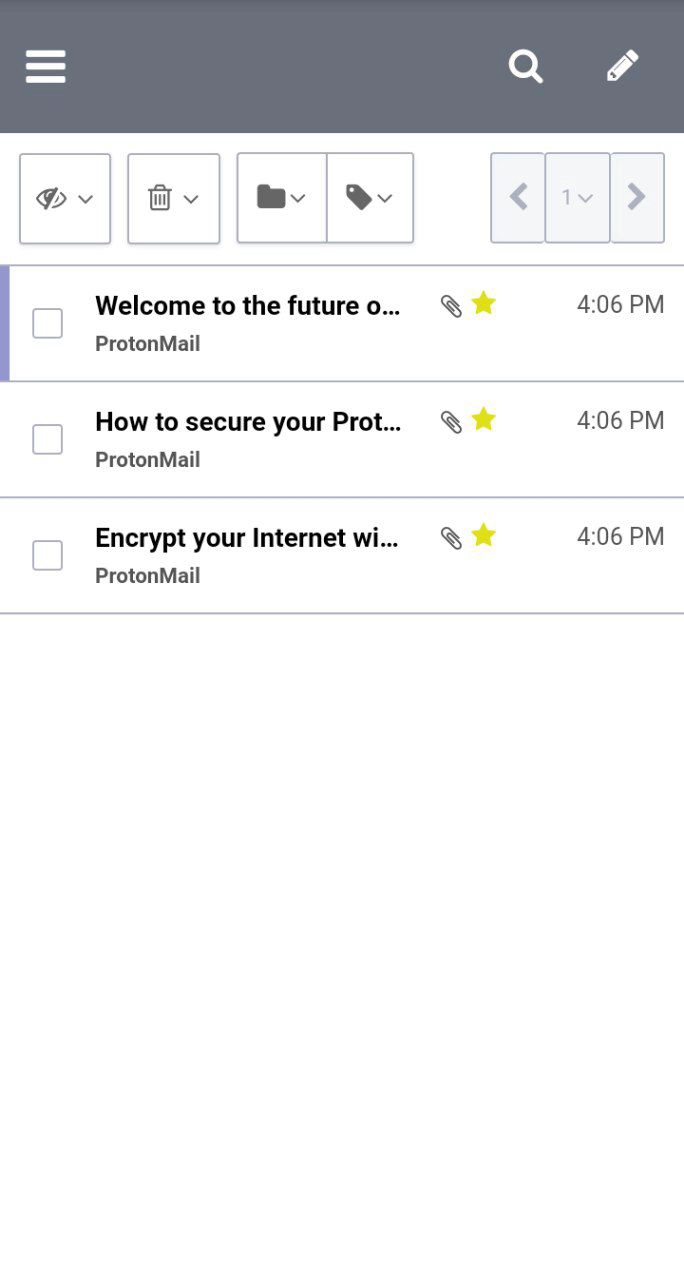 1
Welcome to the future o...
4:06 PM
ProtonMail
How to secure your Prot...
4:06 PM
ProtonMail
Encrypt your Internet wi...
4:06 PM
ProtonMail